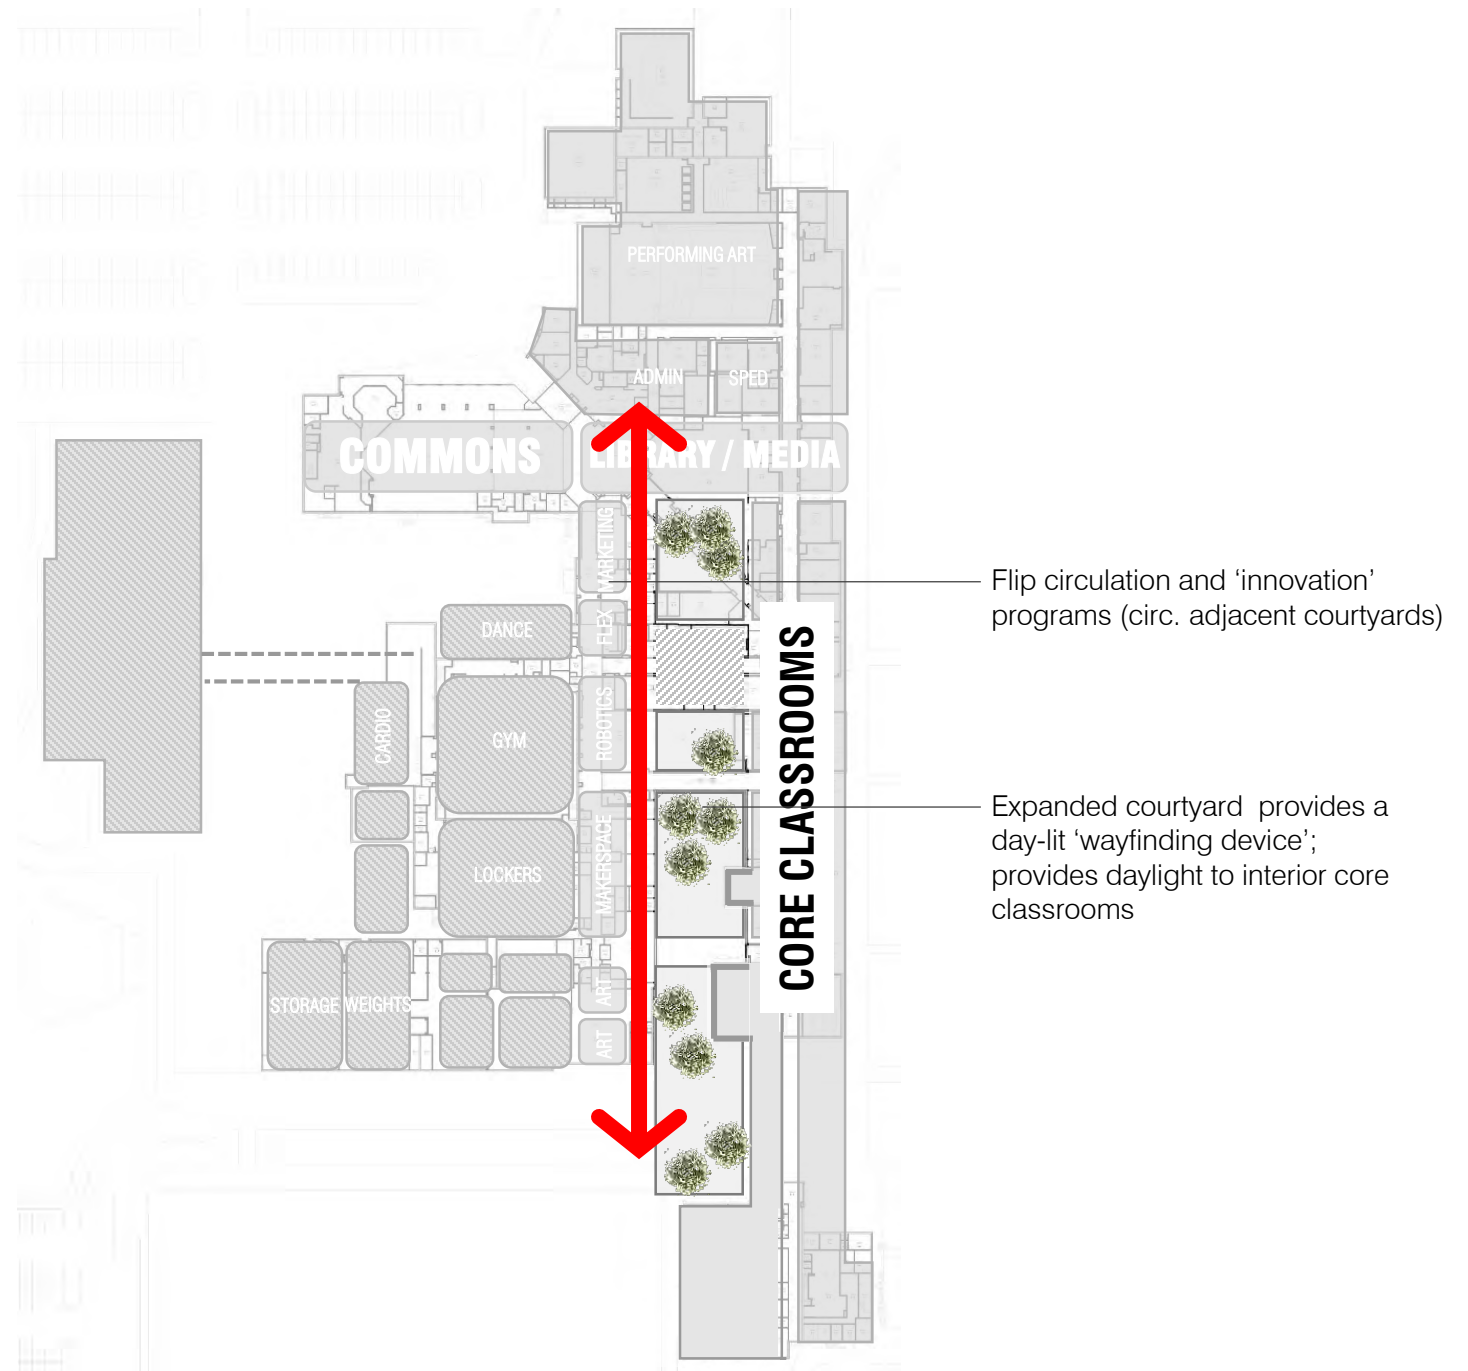 PERFORMING ART
ADMIN
SPED
COMMONS
LIBRARY / MEDIA
MARKETING
Flip circulation and ‘innovation’
programs (circ. adjacent courtyards)
FLEX
DANCE
CORE CLASSROOMS
CARDIO
GYM
ROBOTICS
Expanded courtyard  provides a
day-lit ‘wayfinding device’;
provides daylight to interior core
classrooms
MAKERSPACE
LOCKERS
ART
STORAGE
WEIGHTS
ART